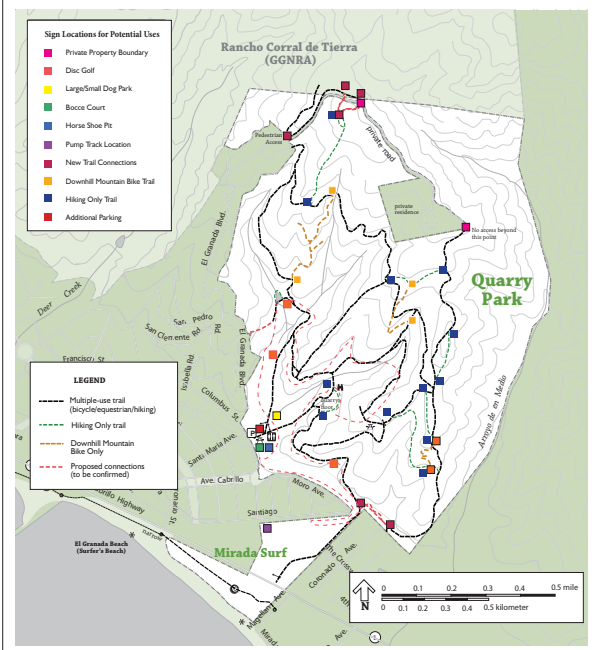 Sign Locations for Potential Uses
Private Property Boundary
Disc Golf
Large/Small Dog Park
Bocce Court
Horse Shoe Pit
Pump Track Location
New Trail Connections
Downhill Mountain Bike Trail
Hiking Only Trail
Additional Parking
Rancho Corral de Tierra
(GGNRA)
Pedestrian
Access
private road
private
residence
No access beyond
this point
Quarry
Park
El Granada Blvd.
Deer Creek
San Pedro
Rd
San Clemente Rd.
Isabella Rd
Francisco St.
El Granada Blvd.
Columbus St.
Arroyo de en Medio
LEGEND
Multiple-use trail
(bicycle/equestrian/hiking)
Hiking Only trail
Downhill Mountain
Bike Only
Proposed connections
(to be confirmed)
Santi Maria Ave.
P
Ave. Cabrillo
Moro Ave.
rillo Highway
Santiago
El Granada Beach
(Surfer's Beach)
Mirada Surf
Coronado Ave.
Magellan Ave.
4th
Ave.
Mirad
N
0 0.1 0.2 0.3 0.4 0.5 mile
0 0.1 0.2 0.3 0.4 0.5 kilometer